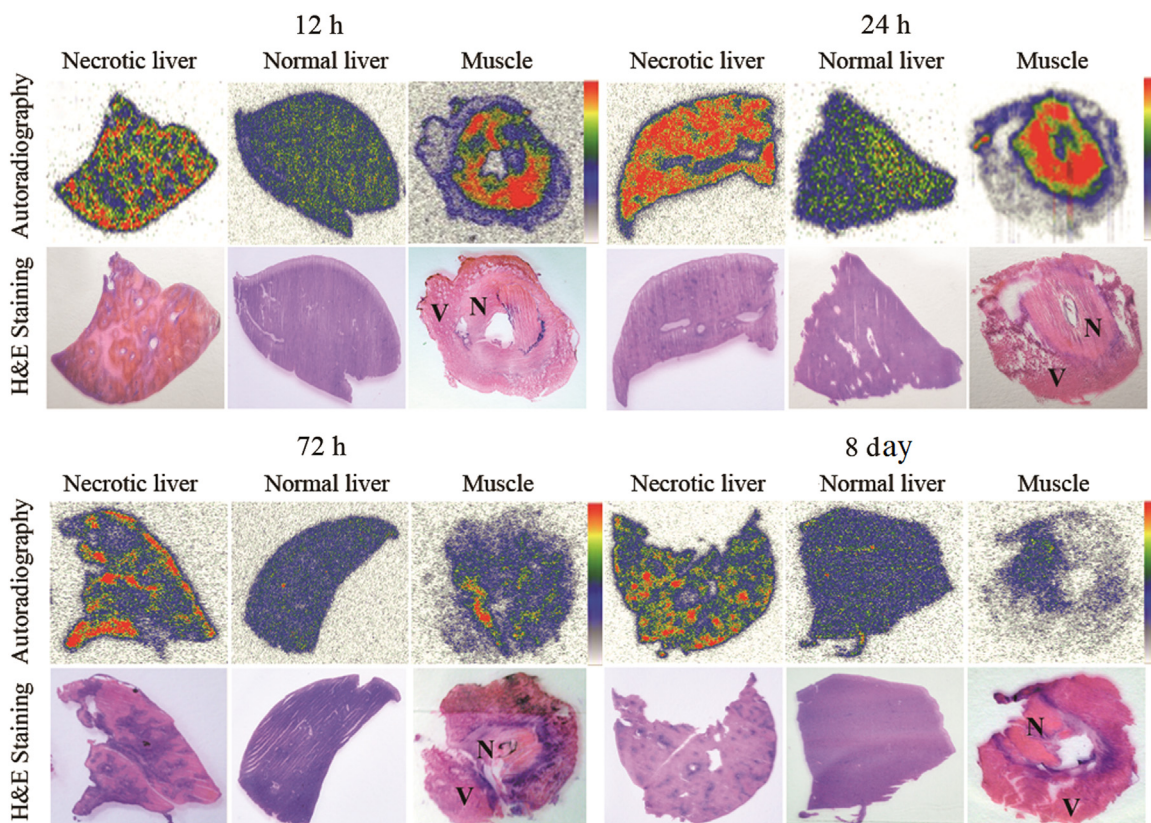 12 h
24 h
Necrotic liver Normal liver Muscle
Necrotic liver Normal liver Muscle
Autoradiography
H&E Staining
V N
N V
72 h
8 day
Necrotic liver Normal liver Muscle
Necrotic liver Normal liver Muscle
Autoradiography
H&E Staining
N V
N V